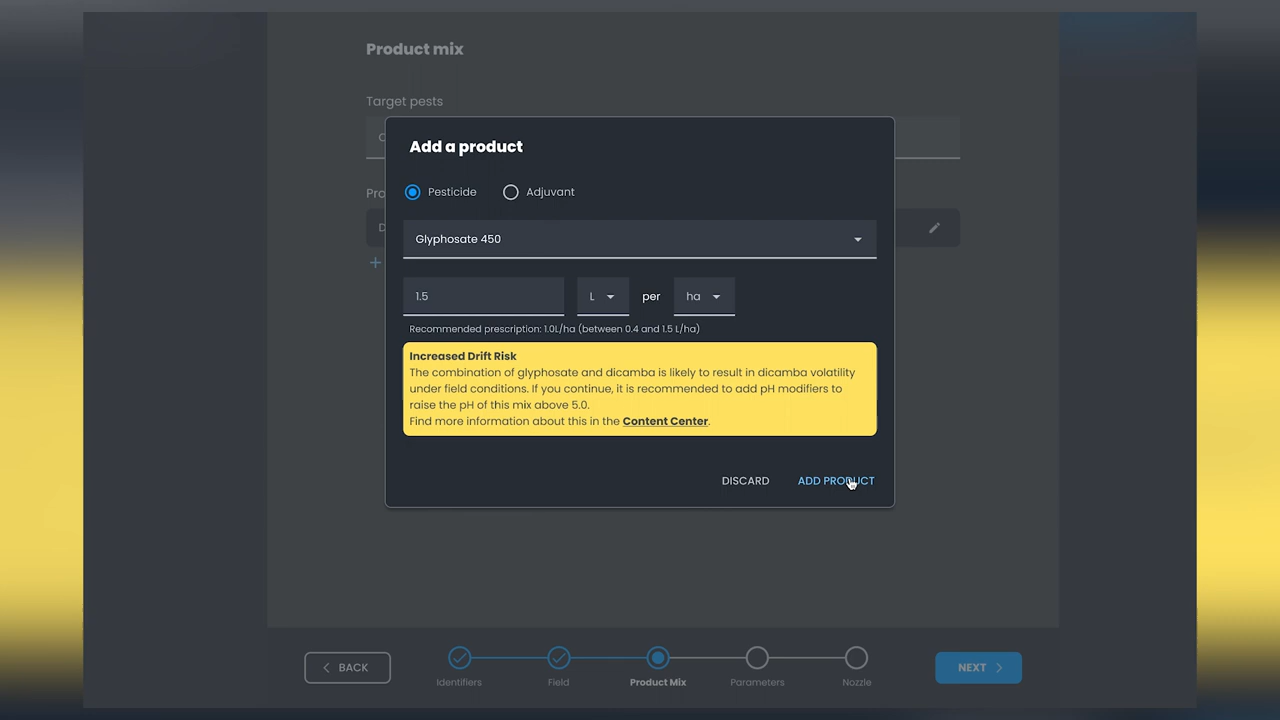 Product mix
Target pests
Add a product
Pesticide
Adjuvant
Pro
D
Glyphosate 450
1.5
L
per
ha
Recommended prescription: 1.0L/ha (between 0.4 and 1.5 L/ha)
Increased Drift Risk
The combination of glyphosate and dicamba is likely to result in dicamba volatility
under field conditions. If you continue, it is recommended to add pH modifiers to
raise the pH of this mix above 5.0.
Find more information about this in the Content Center.
DISCARD
ADD PRODUCT
BACK
Identifiers
Field
Product Mix
Parameters
Nozzle
NEXT